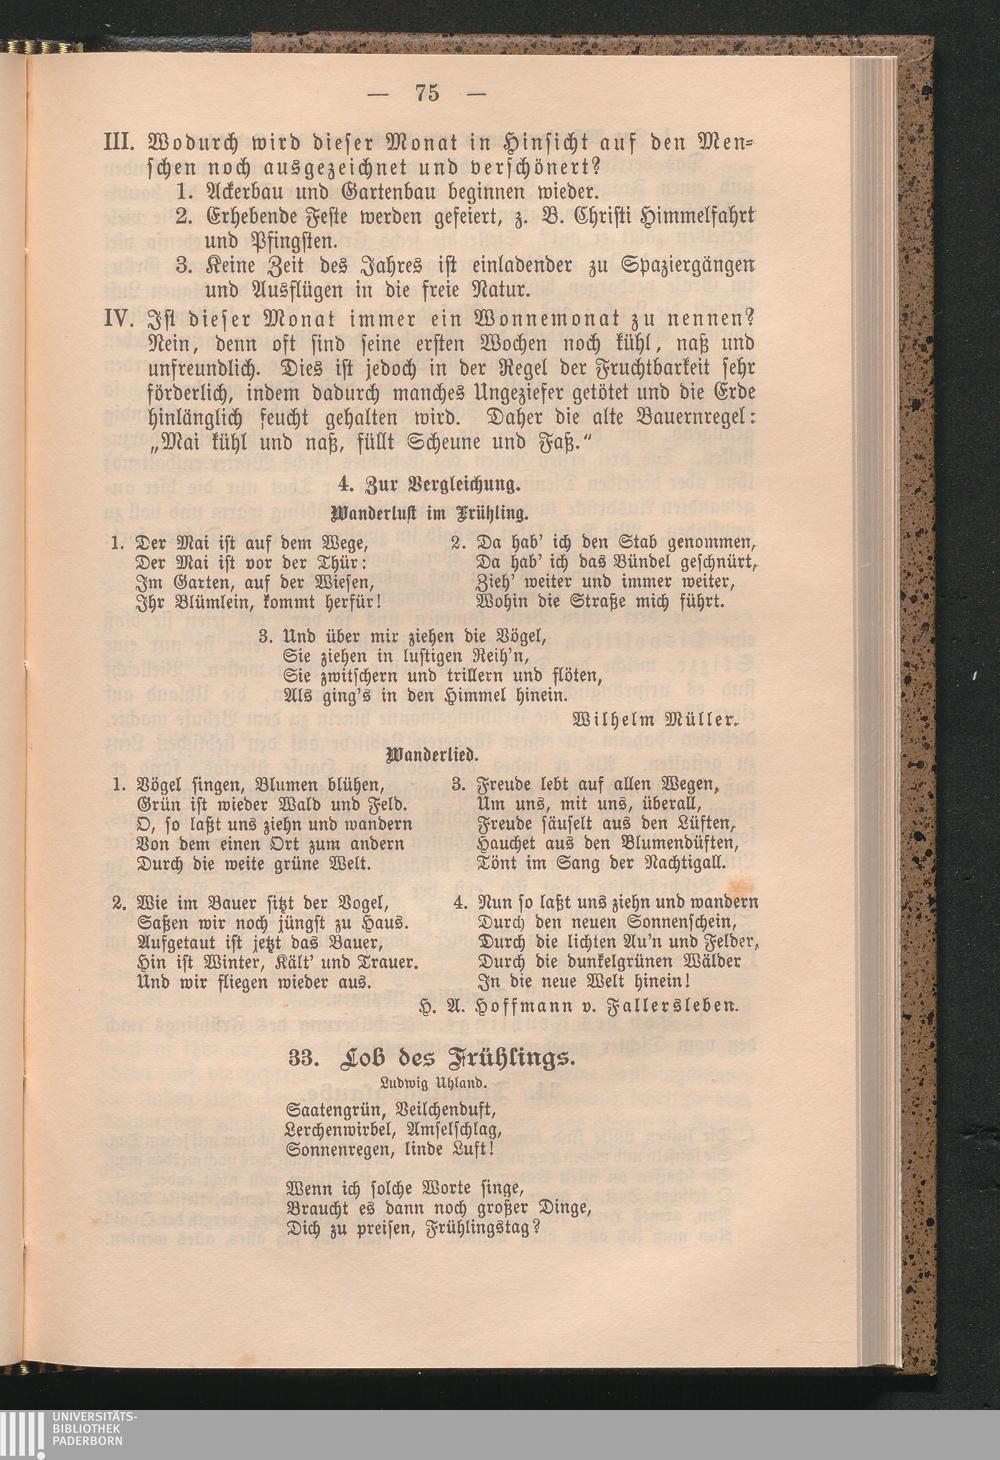 — 75 —
III. Wodurch wird dieser Monat in Hinsicht auf den Men-
schen noch ausgezeichnet und verschönert?
1. Ackerbau und Gartenbau beginnen wieder.
2. Erhebende Feste werden gefeiert, z. B. Christi Himmelfahrt
und Pfingsten.
3. Keine Zeit des Jahres ist einladender zu Spaziergängen
und Ausflügen in die freie Natur.
IV. Ist dieser Monat immer ein Wonnemonat zu nennen?
Nein, denn oft sind seine ersten Wochen noch kühl, naß und
unfreundlich. Dies ist jedoch in der Regel der Fruchtbarkeit sehr
förderlich, indem dadurch manches Ungeziefer getötet und die Erde
hinlänglich feucht gehalten wird. Daher die alte Bauernregel:
„Mai kühl und naß, füllt Scheune und Faß.“
4. Zur Vergleichung.
Wanderlust im Frühling.
1. Der Mai ist auf dem Wege,
Der Mai ist vor der Thür:
Im Garten, auf der Wiesen,
Ihr Blümlein, kommt herfür!
2. Da hab' ich den Stab genommen,
Da hab' ich das Bündel geschnürt,
Zieh' weiter und immer weiter,
Wohin die Straße mich führt.
3. Und über mir ziehen die Vögel,
Sie ziehen in lustigen Reih'n,
Sie zwitschern und trillern und flöten,
Als ging's in den Himmel hinein.
Wilhelm Müller.
Wanderlied.
1. Vögel singen, Blumen blühen,
Grün ist wieder Wald und Feld.
O, so laßt uns ziehn und wandern
Von dem einen Ort zum andern
Durch die weite grüne Welt.
2. Wie im Bauer sitzt der Vogel,
Saßen wir noch jüngst zu Haus.
Aufgetaut ist jetzt das Bauer,
Hin ist Winter, Kält' und Trauer.
Und wir fliegen wieder aus.
3. Freude lebt auf allen Wegen,
Um uns, mit uns, überall,
Freude säuselt aus den Lüften,
Hauchet aus den Blumendüften,
Tönt im Sang der Nachtigall.
4. Nun so laßt uns ziehn und wandern
Durch den neuen Sonnenschein,
Durch die lichten Au'n und Felder,
Durch die dunkelgrünen Wälder
In die neue Welt hinein!
H. A. Hoffmann v. Fallersleben.
33. Lob des Frühlings.
Ludwig Uhland.
Saatengrün, Veilchenduft,
Lerchenwirbel, Amselschlag,
Sonnenregen, linde Luft!
Wenn ich solche Worte singe,
Braucht es dann noch großer Dinge,
Dich zu preisen, Frühlingstag?
UNIVERSITÄTS-
BIBLIOTHEK
PADERBORN